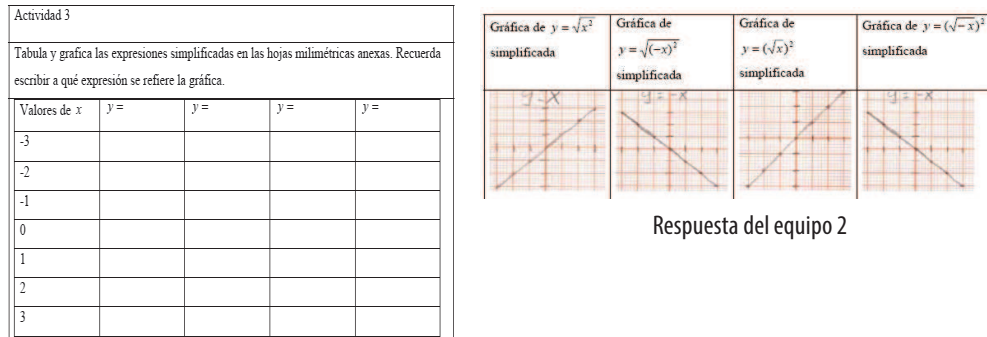 Actividad 3
Tabula y grafica las expresiones simplificadas en las hojas milimétricas anexas. Recuerda
escribir a qué expresión se refiere la gráfica.
Valores de x y = y = y = y =
-3
-2
-1
0
1
2
3
Gráfica de y = √x²
simplificada
Gráfica de
y = √(−x)²
simplificada
Gráfica de
y = (√x)²
simplificada
Gráfica de y = (√−x)²
simplificada
y=X
y=-X
y=-X
Respuesta del equipo 2